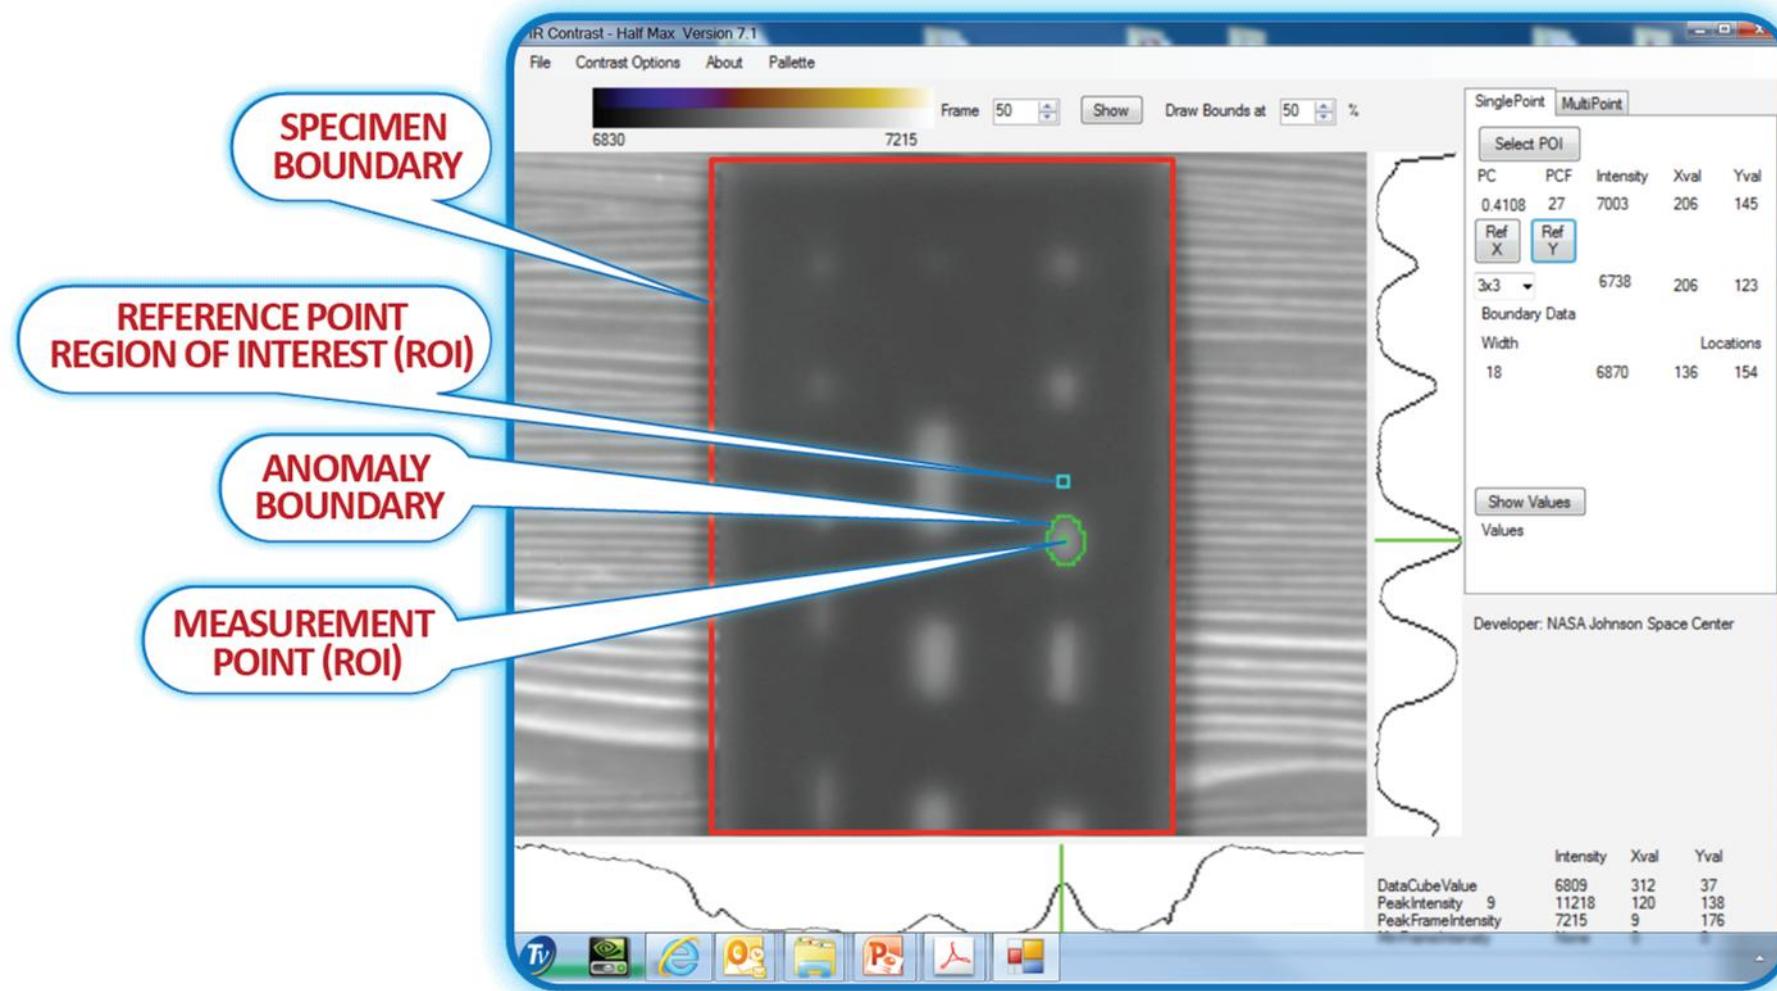 IR Contrast - Half Max Version 7.1
File Contrast Options About Pallette
6830 7215
Frame 50 Show Draw Bounds at 50 %
SPECIMEN
BOUNDARY
REFERENCE POINT
REGION OF INTEREST (ROI)
ANOMALY
BOUNDARY
MEASUREMENT
POINT (ROI)
SinglePoint MultiPoint
Select POI
PC PCF Intensity Xval Yval
0.4108 27 7003 206 145
Ref X Ref Y
3x3 6738 206 123
Boundary Data
Width Locations
18 6870 136 154
Show Values
Values
Developer: NASA Johnson Space Center
Intensity Xval Yval
DataCubeValue 6809 312 37
PeakIntensity 9 11218 120 138
PeakFrameIntensity 7215 9 176